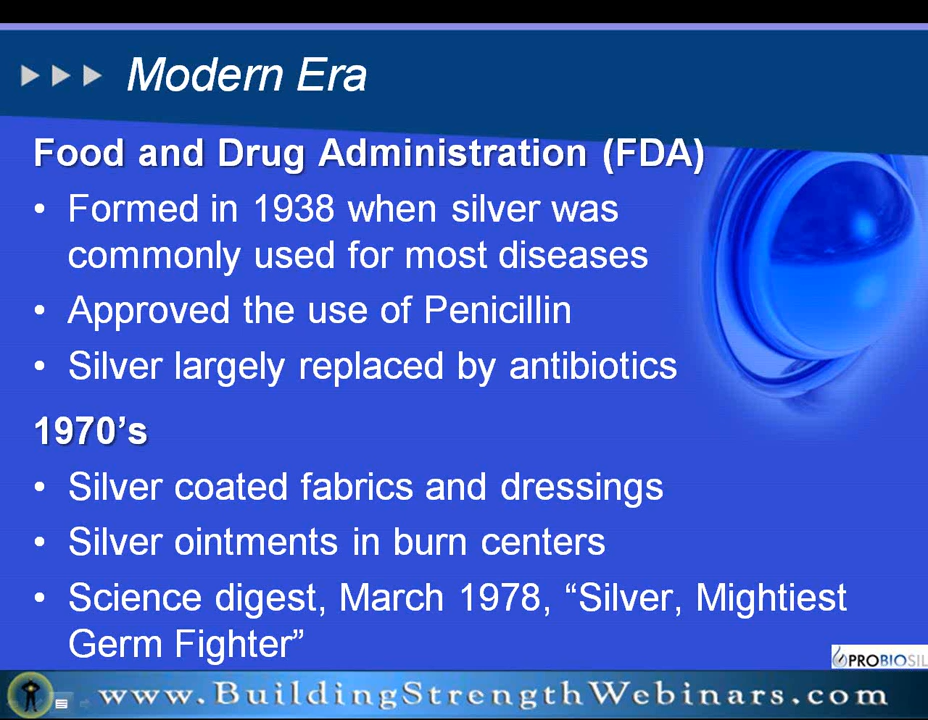 Modern Era
Food and Drug Administration (FDA)
• Formed in 1938 when silver was
commonly used for most diseases
• Approved the use of Penicillin
• Silver largely replaced by antibiotics
1970’s
• Silver coated fabrics and dressings
• Silver ointments in burn centers
• Science digest, March 1978, “Silver, Mightiest
Germ Fighter”
PROBIOSIL
www.BuildingStrengthWebinars.com